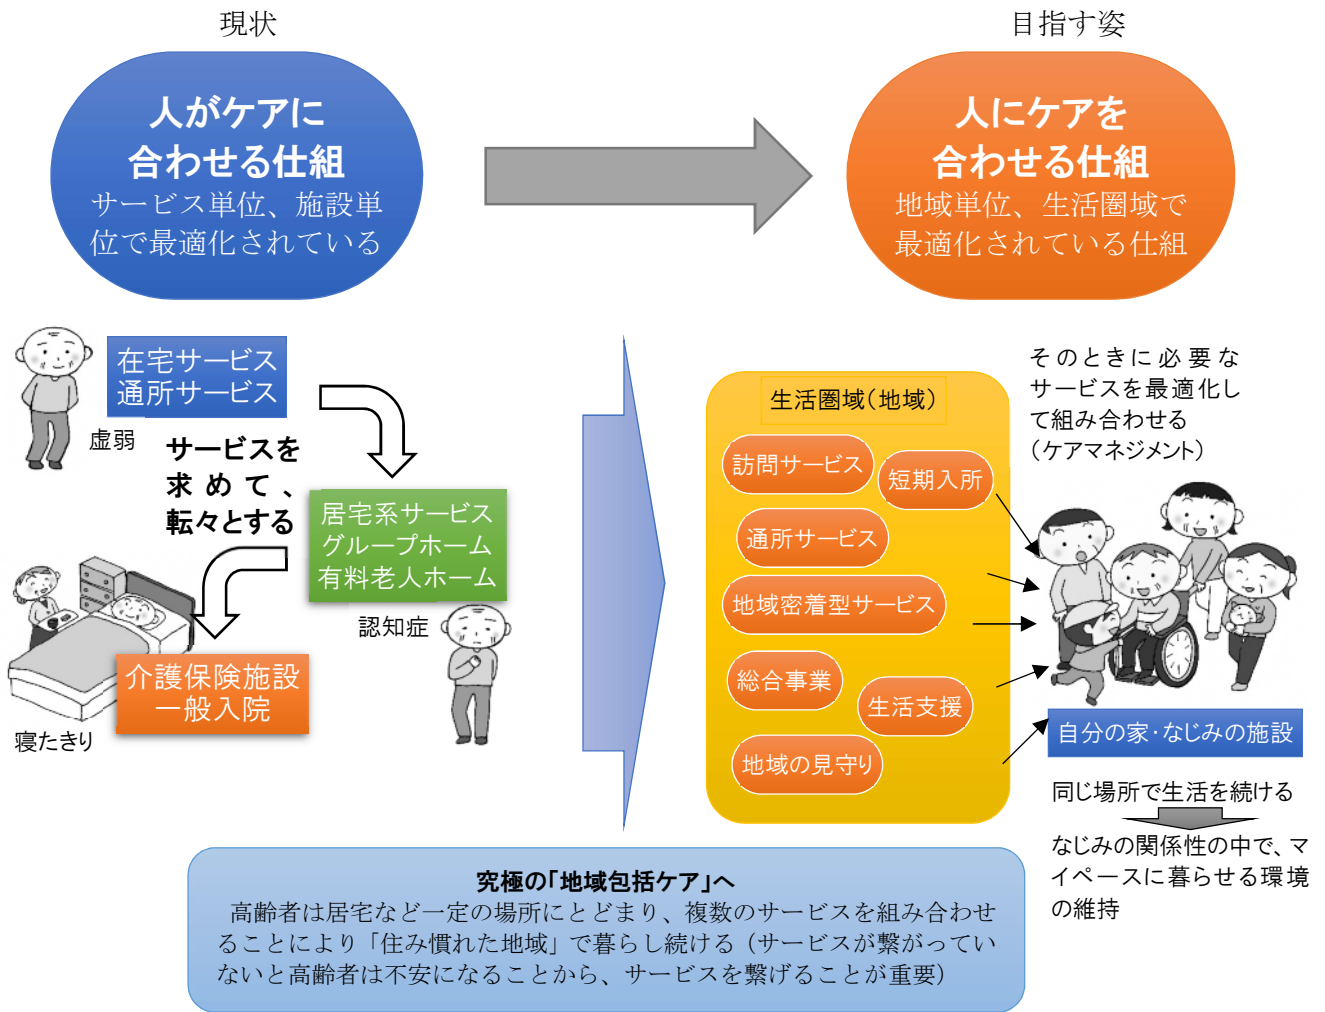 現状
目指す姿
人がケアに
合わせる仕組
サービス単位、施設単
位で最適化されている
人にケアを
合わせる仕組
地域単位、生活圏域で
最適化されている仕組
在宅サービス
通所サービス
虚弱
サービスを
求めて、
転々とする
居宅系サービス
グループホーム
有料老人ホーム
認知症
介護保険施設
一般入院
寝たきり
生活圏域(地域)
訪問サービス
短期入所
通所サービス
地域密着型サービス
総合事業
生活支援
地域の見守り
そのときに必要な
サービスを最適化し
て組み合わせる
(ケアマネジメント)
自分の家・なじみの施設
同じ場所で生活を続ける
なじみの関係性の中で、マ
イペースに暮らせる環境
の維持
究極の「地域包括ケア」へ
高齢者は居宅など一定の場所にとどまり、複数のサービスを組み合わせ
ることにより「住み慣れた地域」で暮らし続ける(サービスが繋がってい
ないと高齢者は不安になることから、サービスを繋げることが重要)